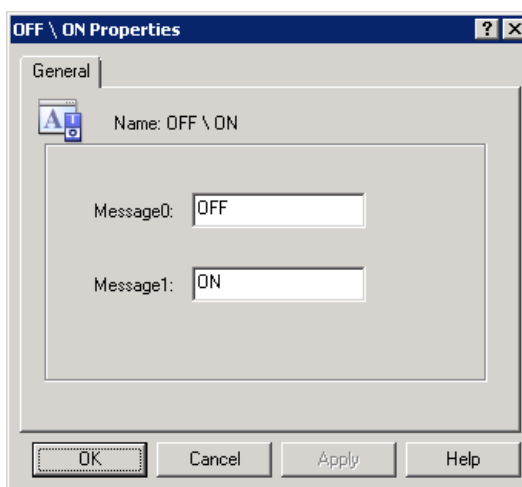 OFF \ ON Properties
General
Name: OFF \ ON
Message0: OFF
Message1: ON
OK Cancel Apply Help